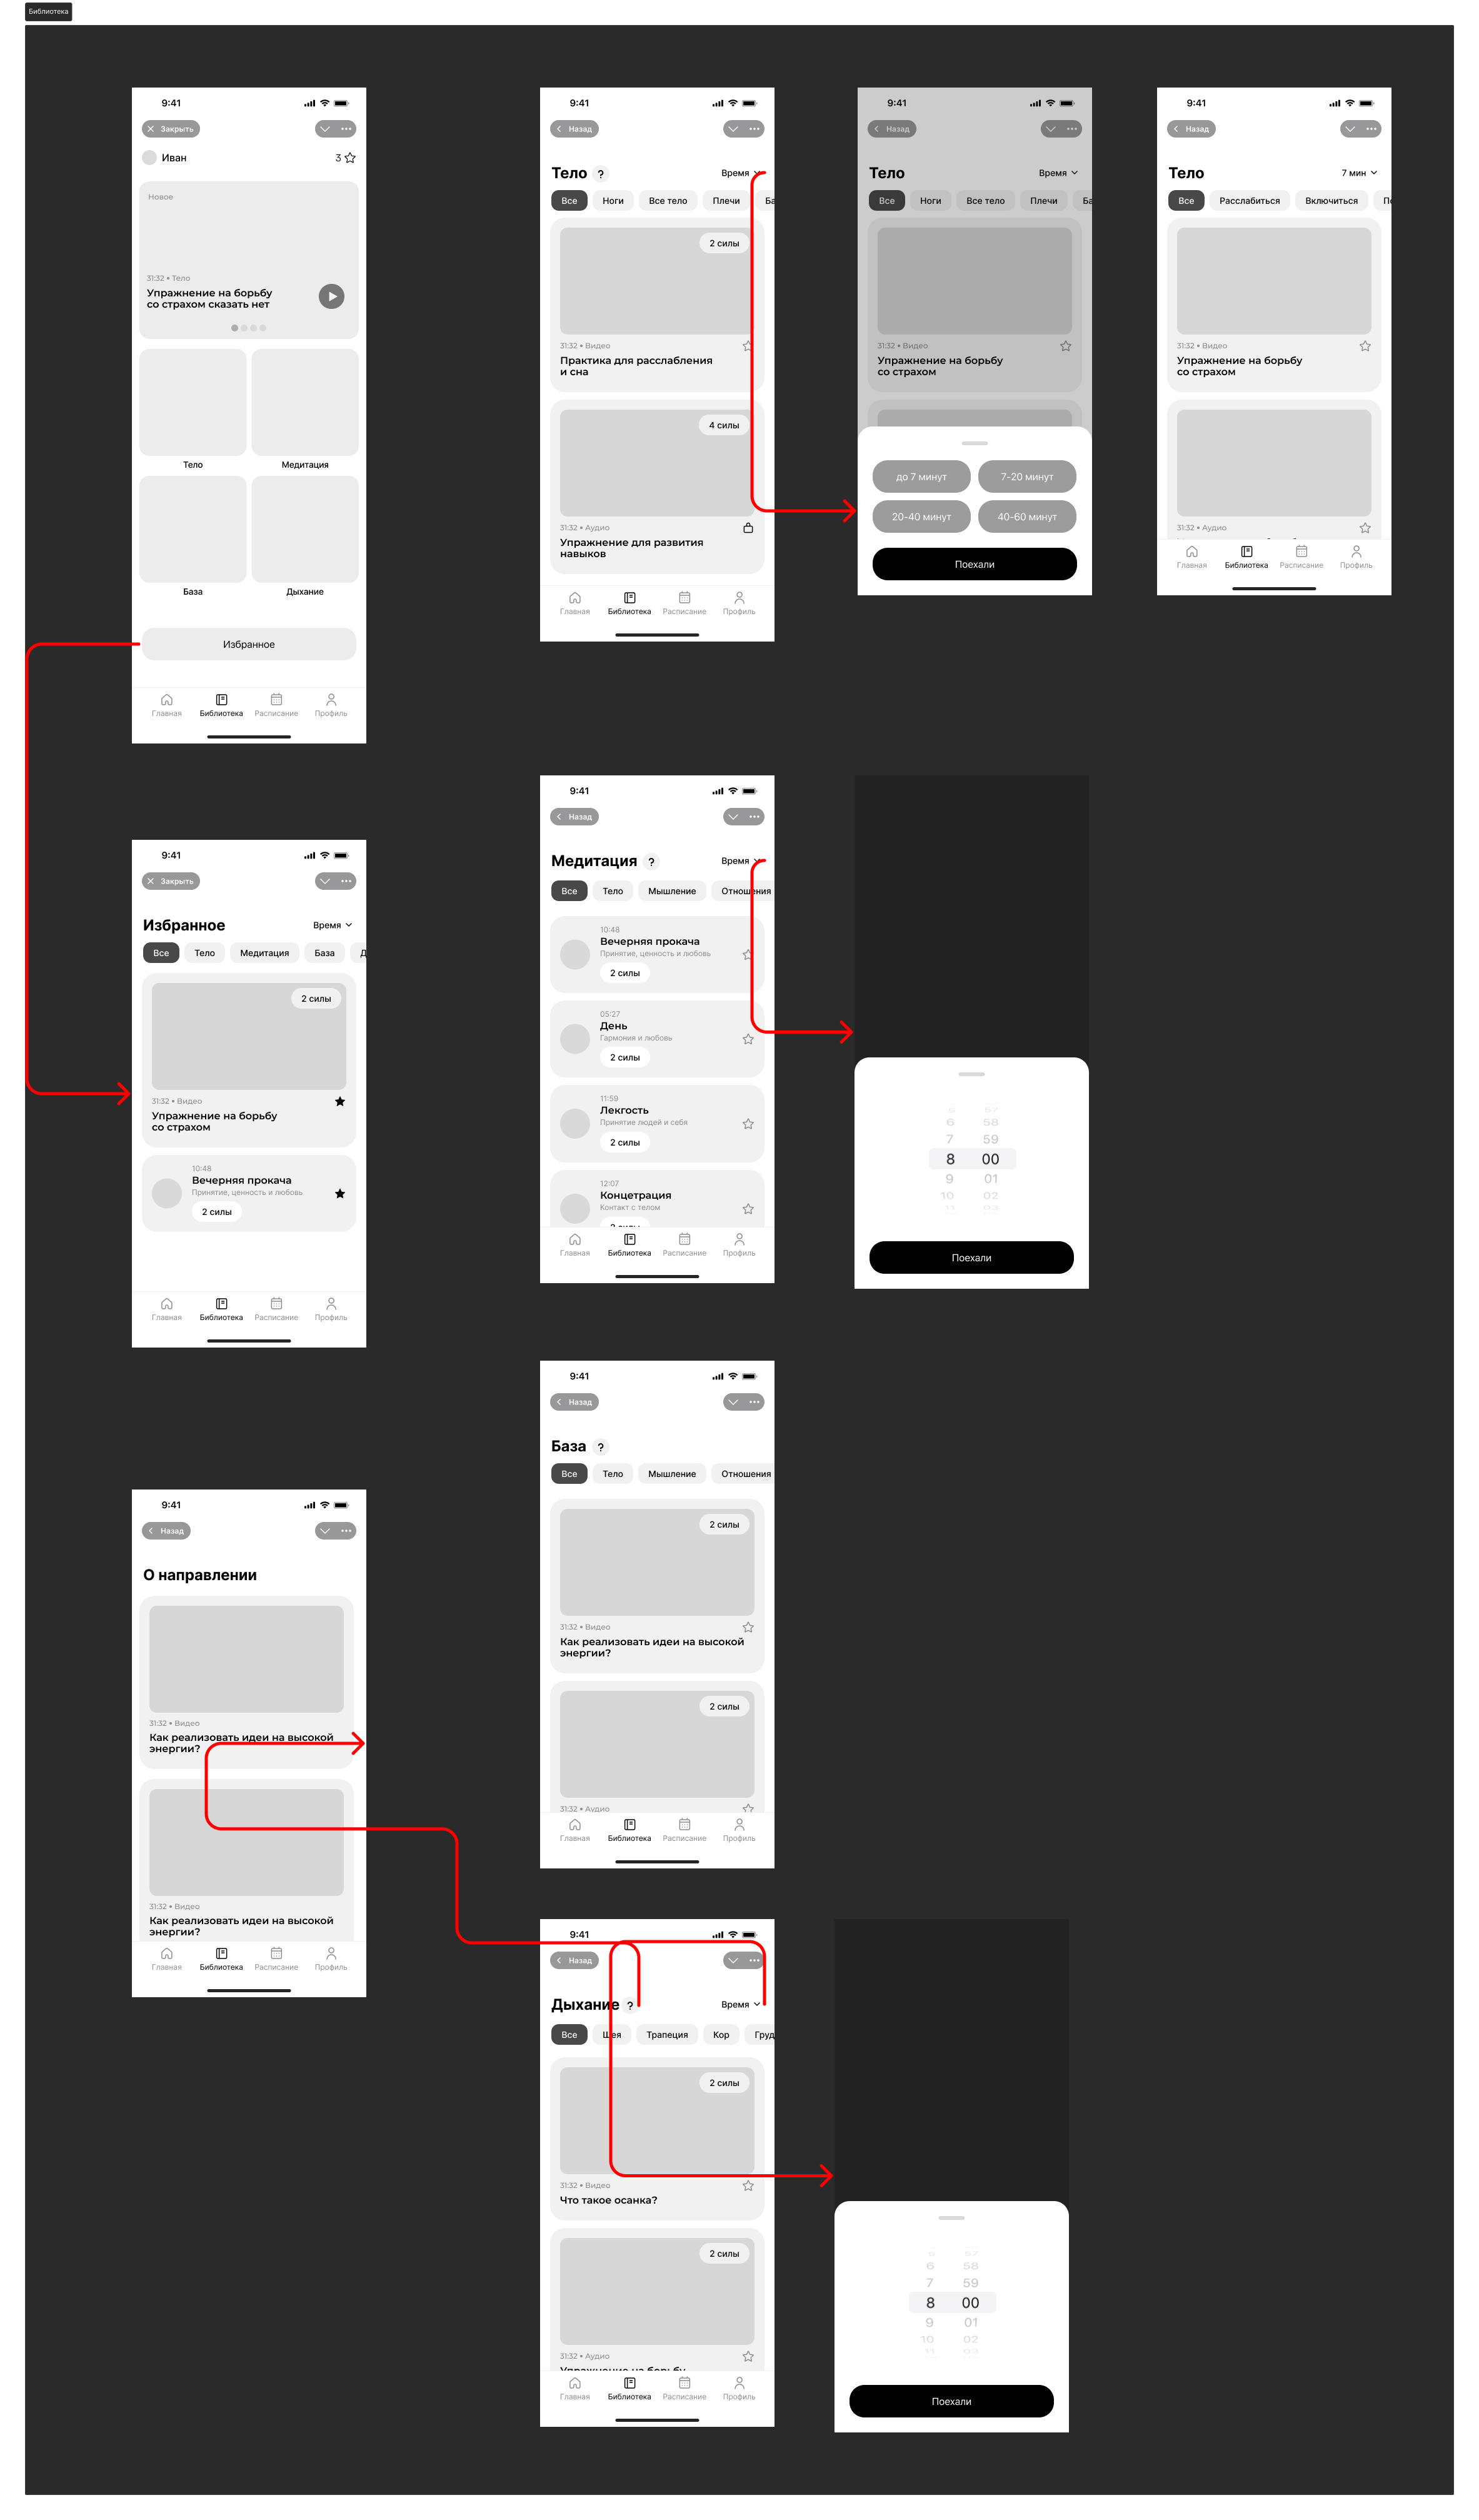 Библиотека
9:41
Закрыть
Иван
3
Новое
31:32 • Тело
Упражнение на борьбу
со страхом сказать нет
Тело
Медитация
База
Дыхание
Избранное
Главная
Библиотека
Расписание
Профиль
9:41
Назад
Тело
?
Время
Все
Ноги
Все тело
Плечи
Ба
2 силы
31:32 • Видео
Практика для расслабления
и сна
4 силы
31:32 • Аудио
Упражнение для развития
навыков
Главная
Библиотека
Расписание
Профиль
9:41
Назад
Тело
Время
Все
Ноги
Все тело
Плечи
Ба
31:32 • Видео
Упражнение на борьбу
со страхом
до 7 минут
7-20 минут
20-40 минут
40-60 минут
Поехали
9:41
Назад
Тело
7 мин
Все
Расслабиться
Включиться
31:32 • Видео
Упражнение на борьбу
со страхом
31:32 • Аудио
Главная
Библиотека
Расписание
Профиль
9:41
Закрыть
Избранное
Время
Все
Тело
Медитация
База
Д
2 силы
31:32 • Видео
Упражнение на борьбу
со страхом
10:48
Вечерняя прокача
Принятие, ценность и любовь
2 силы
Главная
Библиотека
Расписание
Профиль
9:41
Назад
Медитация
?
Время
Все
Тело
Мышление
Отношения
10:48
Вечерняя прокача
Принятие, ценность и любовь
2 силы
05:27
День
Гармония и любовь
2 силы
11:59
Лекгость
Принятие людей и себя
2 силы
12:07
Концетрация
Контакт с телом
2 силы
Главная
Библиотека
Расписание
Профиль
6 58
7 59
8 00
9 01
10 02
11 03
Поехали
9:41
Назад
База
?
Все
Тело
Мышление
Отношения
2 силы
31:32 • Видео
Как реализовать идеи на высокой
энергии?
2 силы
31:32 • Аудио
Главная
Библиотека
Расписание
Профиль
9:41
Назад
О направлении
31:32 • Видео
Как реализовать идеи на высокой
энергии?
31:32 • Видео
Как реализовать идеи на высокой
энергии?
Главная
Библиотека
Расписание
Профиль
9:41
Назад
Дыхание
?
Время
Все
Шея
Трапеция
Кор
Груд
2 силы
31:32 • Видео
Что такое осанка?
2 силы
31:32 • Аудио
Упражнение на борьбу
Главная
Библиотека
Расписание
Профиль
6 58
7 59
8 00
9 01
10 02
11 03
Поехали